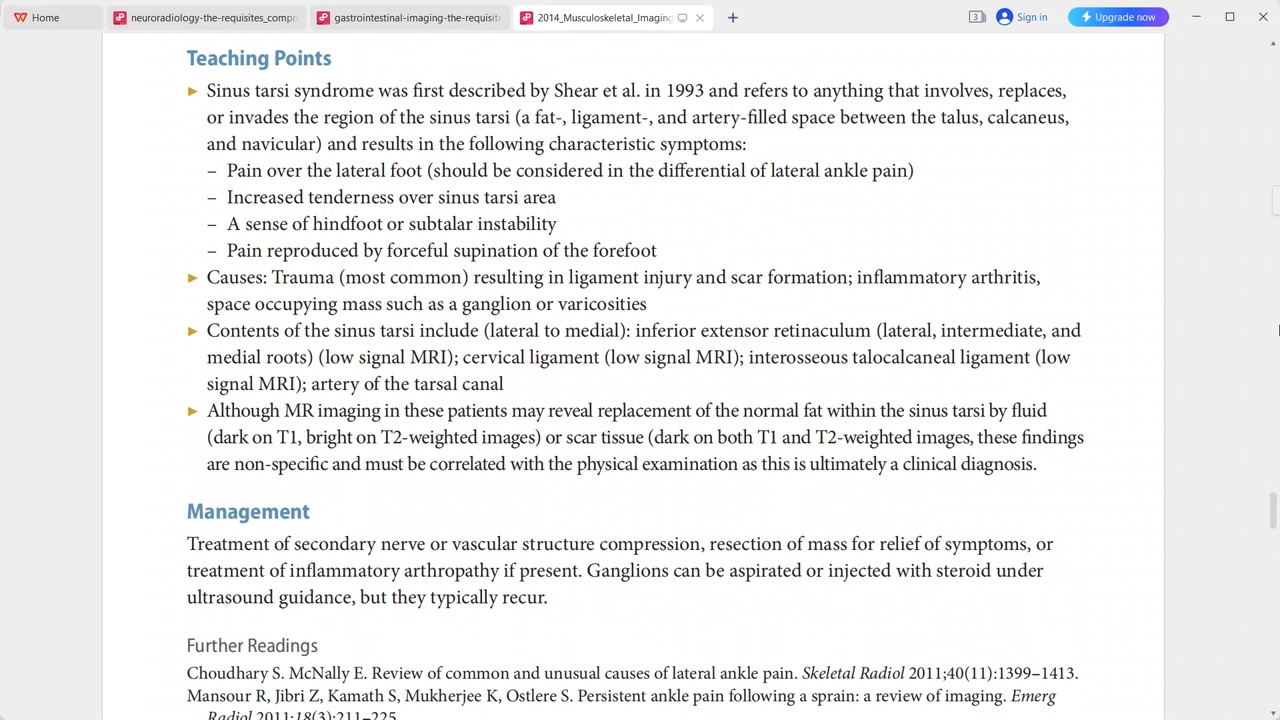 Home
neuroradiology-the-requisites_compr
gastrointestinal-imaging-the-requisite
2014_Musculoskeletal_Imaging
3
Sign in
Upgrade now
Teaching Points
► Sinus tarsi syndrome was first described by Shear et al. in 1993 and refers to anything that involves, replaces,
or invades the region of the sinus tarsi (a fat-, ligament-, and artery-filled space between the talus, calcaneus,
and navicular) and results in the following characteristic symptoms:
– Pain over the lateral foot (should be considered in the differential of lateral ankle pain)
– Increased tenderness over sinus tarsi area
– A sense of hindfoot or subtalar instability
– Pain reproduced by forceful supination of the forefoot
► Causes: Trauma (most common) resulting in ligament injury and scar formation; inflammatory arthritis,
space occupying mass such as a ganglion or varicosities
► Contents of the sinus tarsi include (lateral to medial): inferior extensor retinaculum (lateral, intermediate, and
medial roots) (low signal MRI); cervical ligament (low signal MRI); interosseous talocalcaneal ligament (low
signal MRI); artery of the tarsal canal
► Although MR imaging in these patients may reveal replacement of the normal fat within the sinus tarsi by fluid
(dark on T1, bright on T2-weighted images) or scar tissue (dark on both T1 and T2-weighted images, these findings
are non-specific and must be correlated with the physical examination as this is ultimately a clinical diagnosis.
Management
Treatment of secondary nerve or vascular structure compression, resection of mass for relief of symptoms, or
treatment of inflammatory arthropathy if present. Ganglions can be aspirated or injected with steroid under
ultrasound guidance, but they typically recur.
Further Readings
Choudhary S. McNally E. Review of common and unusual causes of lateral ankle pain. Skeletal Radiol 2011;40(11):1399–1413.
Mansour R, Jibri Z, Kamath S, Mukherjee K, Ostlere S. Persistent ankle pain following a sprain: a review of imaging. Emerg
Radiol 2011;18(3):211–225.